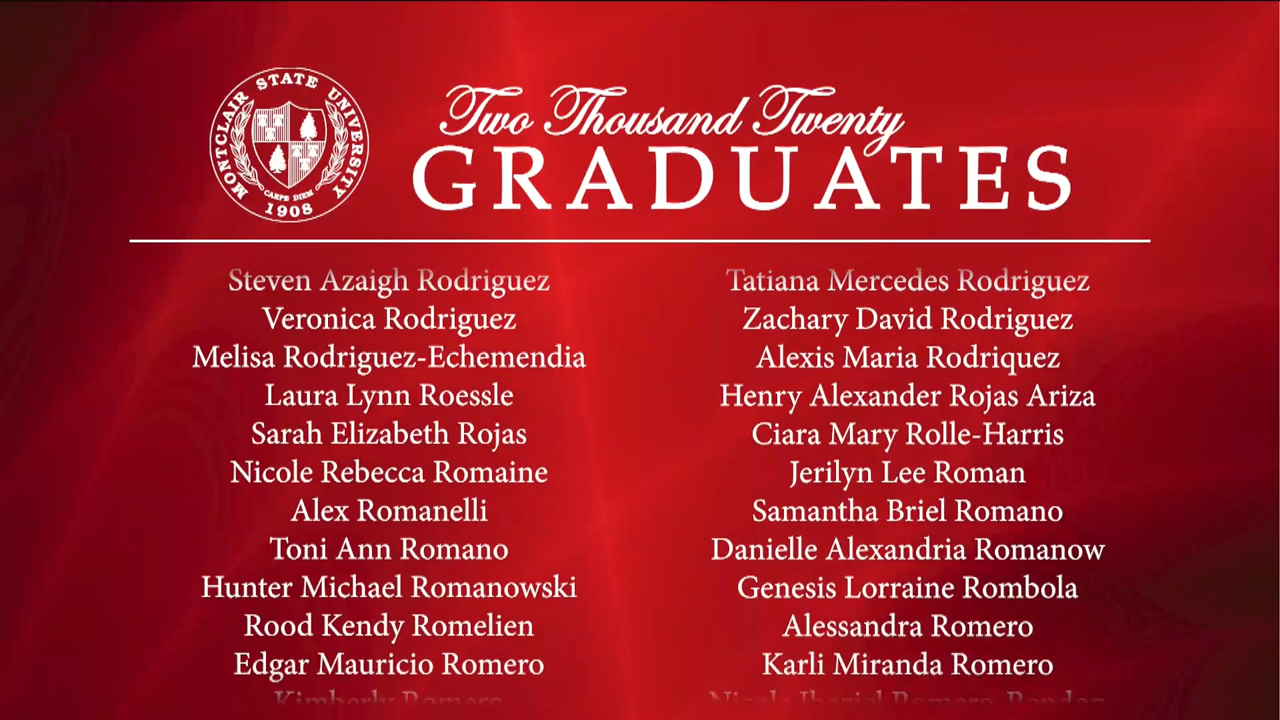 MONTCLAIR STATE UNIVERSITY
CARPE DIEM
1908
Two Thousand Twenty
GRADUATES
Steven Azaigh Rodriguez
Tatiana Mercedes Rodriguez
Veronica Rodriguez
Zachary David Rodriguez
Melisa Rodriguez-Echemendia
Alexis Maria Rodriquez
Laura Lynn Roessle
Henry Alexander Rojas Ariza
Sarah Elizabeth Rojas
Ciara Mary Rolle-Harris
Nicole Rebecca Romaine
Jerilyn Lee Roman
Alex Romanelli
Samantha Briel Romano
Toni Ann Romano
Danielle Alexandria Romanow
Hunter Michael Romanowski
Genesis Lorraine Rombola
Rood Kendy Romelien
Alessandra Romero
Edgar Mauricio Romero
Karli Miranda Romero
Kimberly Romero